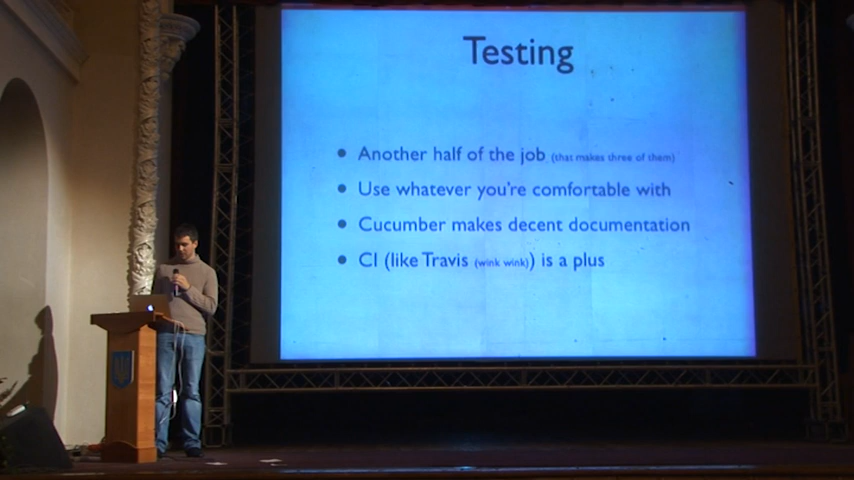 Testing
Another half of the job (that makes three of them)
Use whatever you're comfortable with
Cucumber makes decent documentation
CI (like Travis (wink wink)) is a plus